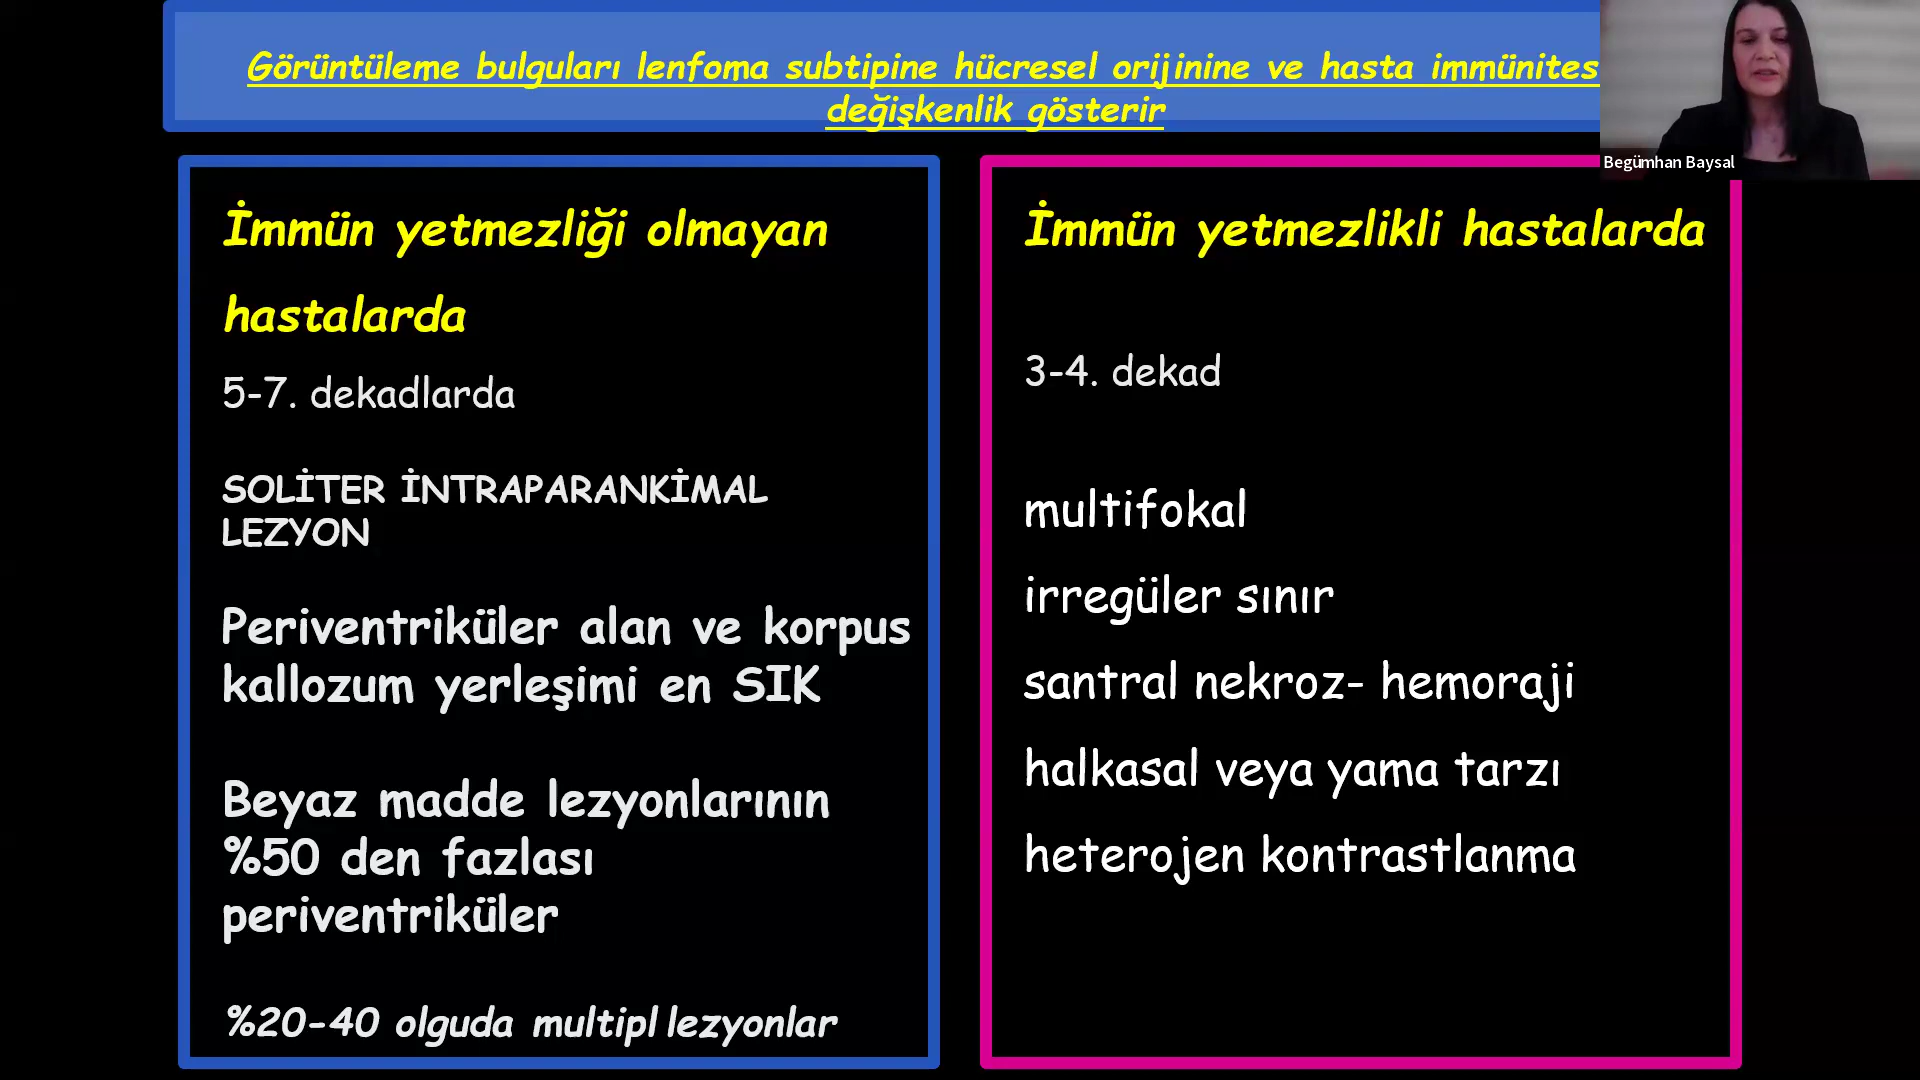 Görüntüleme bulguları lenfoma subtipine hücresel orijinine ve hasta immünites
değişkenlik gösterir
Begümhan Baysal
İmmün yetmezliği olmayan
hastalarda
5-7. dekadlarda
SOLİTER İNTRAPARANKİMAL
LEZYON
Periventriküler alan ve korpus
kallozum yerleşimi en SIK
Beyaz madde lezyonlarının
%50 den fazlası
periventriküler
%20-40 olguda multipl lezyonlar
İmmün yetmezlikli hastalarda
3-4. dekad
multifokal
irregüler sınır
santral nekroz- hemoraji
halkasal veya yama tarzı
heterojen kontrastlanma